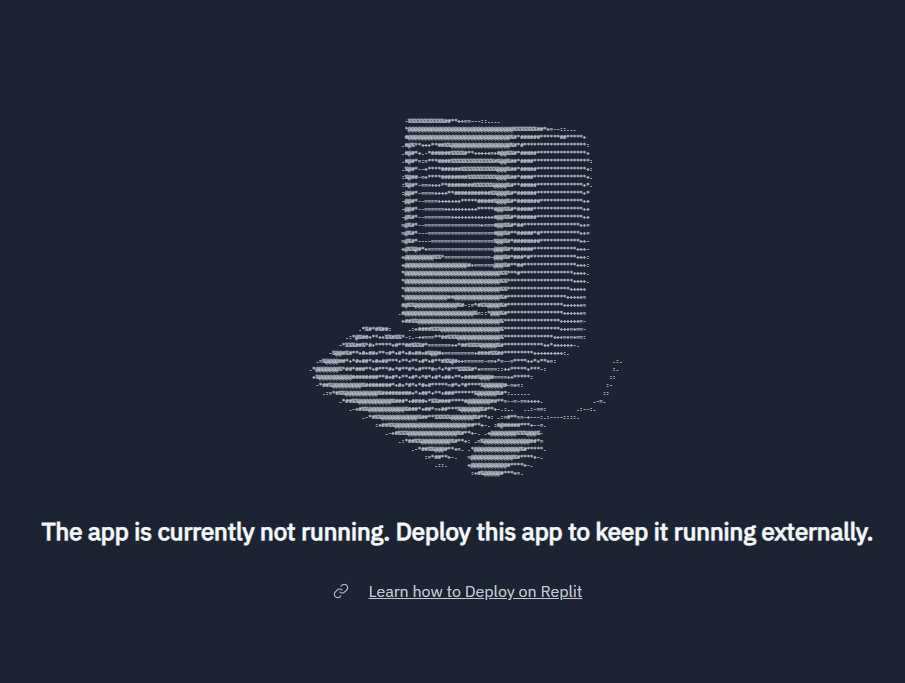 The app is currently not running. Deploy this app to keep it running externally.
Learn how to Deploy on Replit